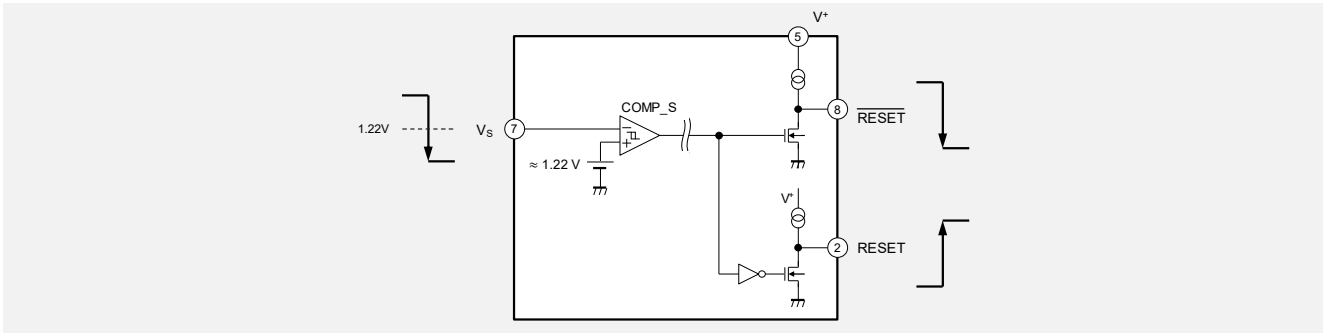 V+
5
COMP_S
8
RESET
1.22V
VS
7
−
+
≈ 1.22 V
V+
2
RESET